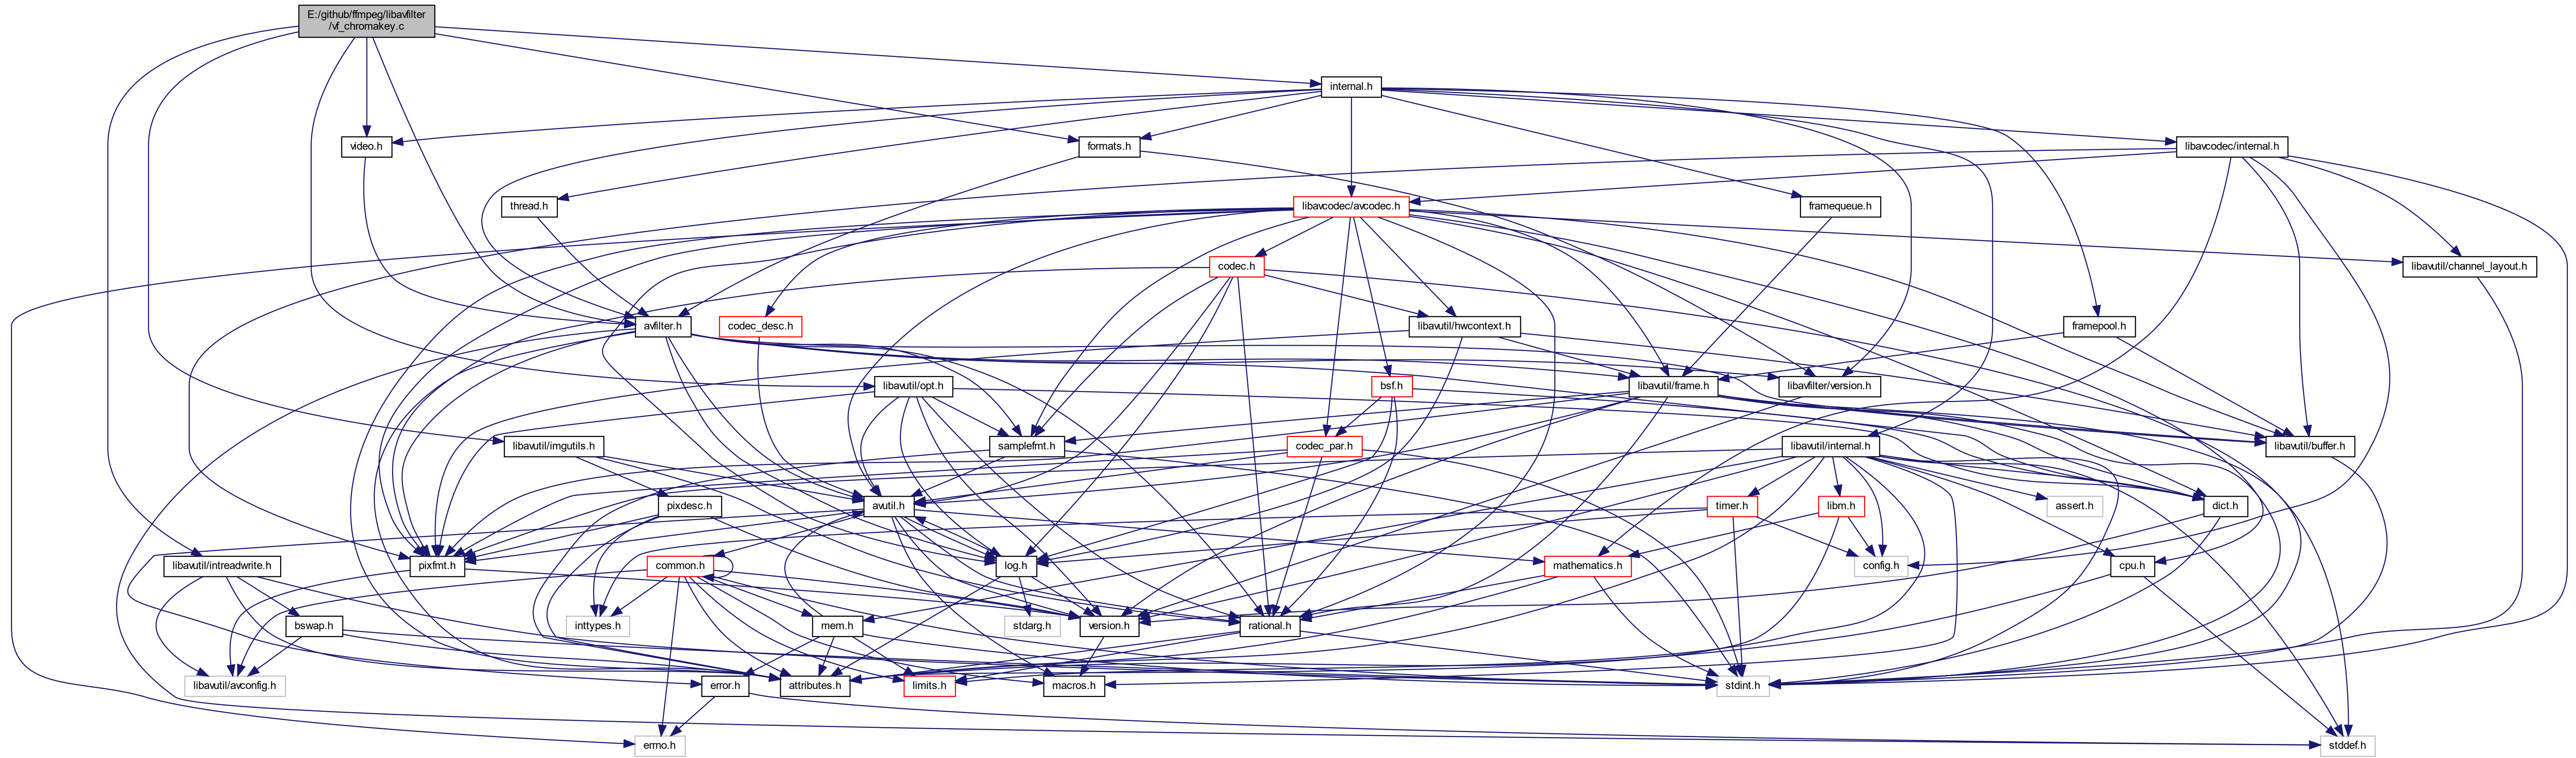 E:/github/ffmpeg/libavfilter
/vf_chromakey.c
internal.h
video.h
formats.h
libavcodec/internal.h
thread.h
libavcodec/avcodec.h
framequeue.h
codec.h
libavutil/channel_layout.h
avfilter.h
codec_desc.h
libavutil/hwcontext.h
framepool.h
libavutil/opt.h
bsf.h
libavutil/frame.h
libavfilter/version.h
libavutil/imgutils.h
samplefmt.h
codec_par.h
libavutil/internal.h
libavutil/buffer.h
pixdesc.h
avutil.h
timer.h
libm.h
assert.h
dict.h
libavutil/intreadwrite.h
pixfmt.h
common.h
log.h
mathematics.h
config.h
cpu.h
bswap.h
inttypes.h
mem.h
stdarg.h
version.h
rational.h
libavutil/avconfig.h
error.h
attributes.h
limits.h
macros.h
stdint.h
errno.h
stddef.h